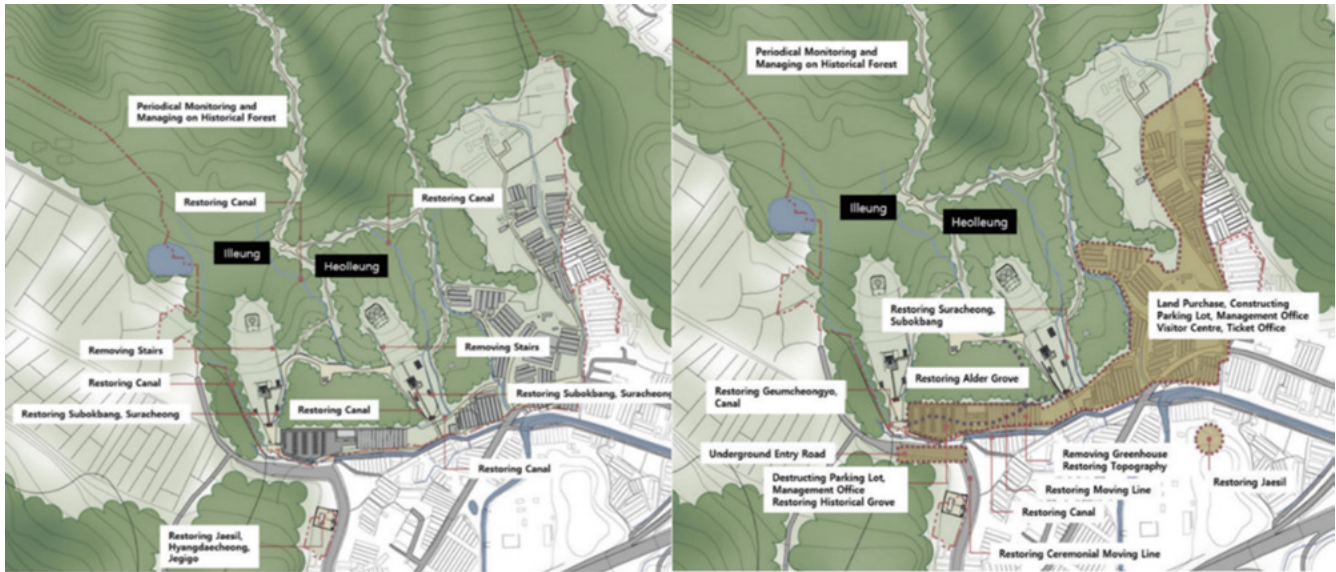 Periodical Monitoring and
Managing on Historical Forest
Restoring Canal
Restoring Canal
Illeung
Heolleung
Removing Stairs
Removing Stairs
Restoring Canal
Restoring Subokbang, Suracheong
Restoring Subokbang, Suracheong
Restoring Canal
Restoring Canal
Restoring Jaesil,
Hyangdaecheong,
Jegigo
Periodical Monitoring and
Managing on Historical Forest
Illeung
Heolleung
Restoring Suracheong,
Subokbang
Land Purchase, Constructing
Parking Lot, Management Office
Visitor Centre, Ticket Office
Restoring Alder Grove
Restoring Geumcheongyo,
Canal
Underground Entry Road
Removing Greenhouse
Restoring Topography
Destructing Parking Lot,
Management Office
Restoring Historical Grove
Restoring Jaesil
Restoring Moving Line
Restoring Canal
Restoring Ceremonial Moving Line